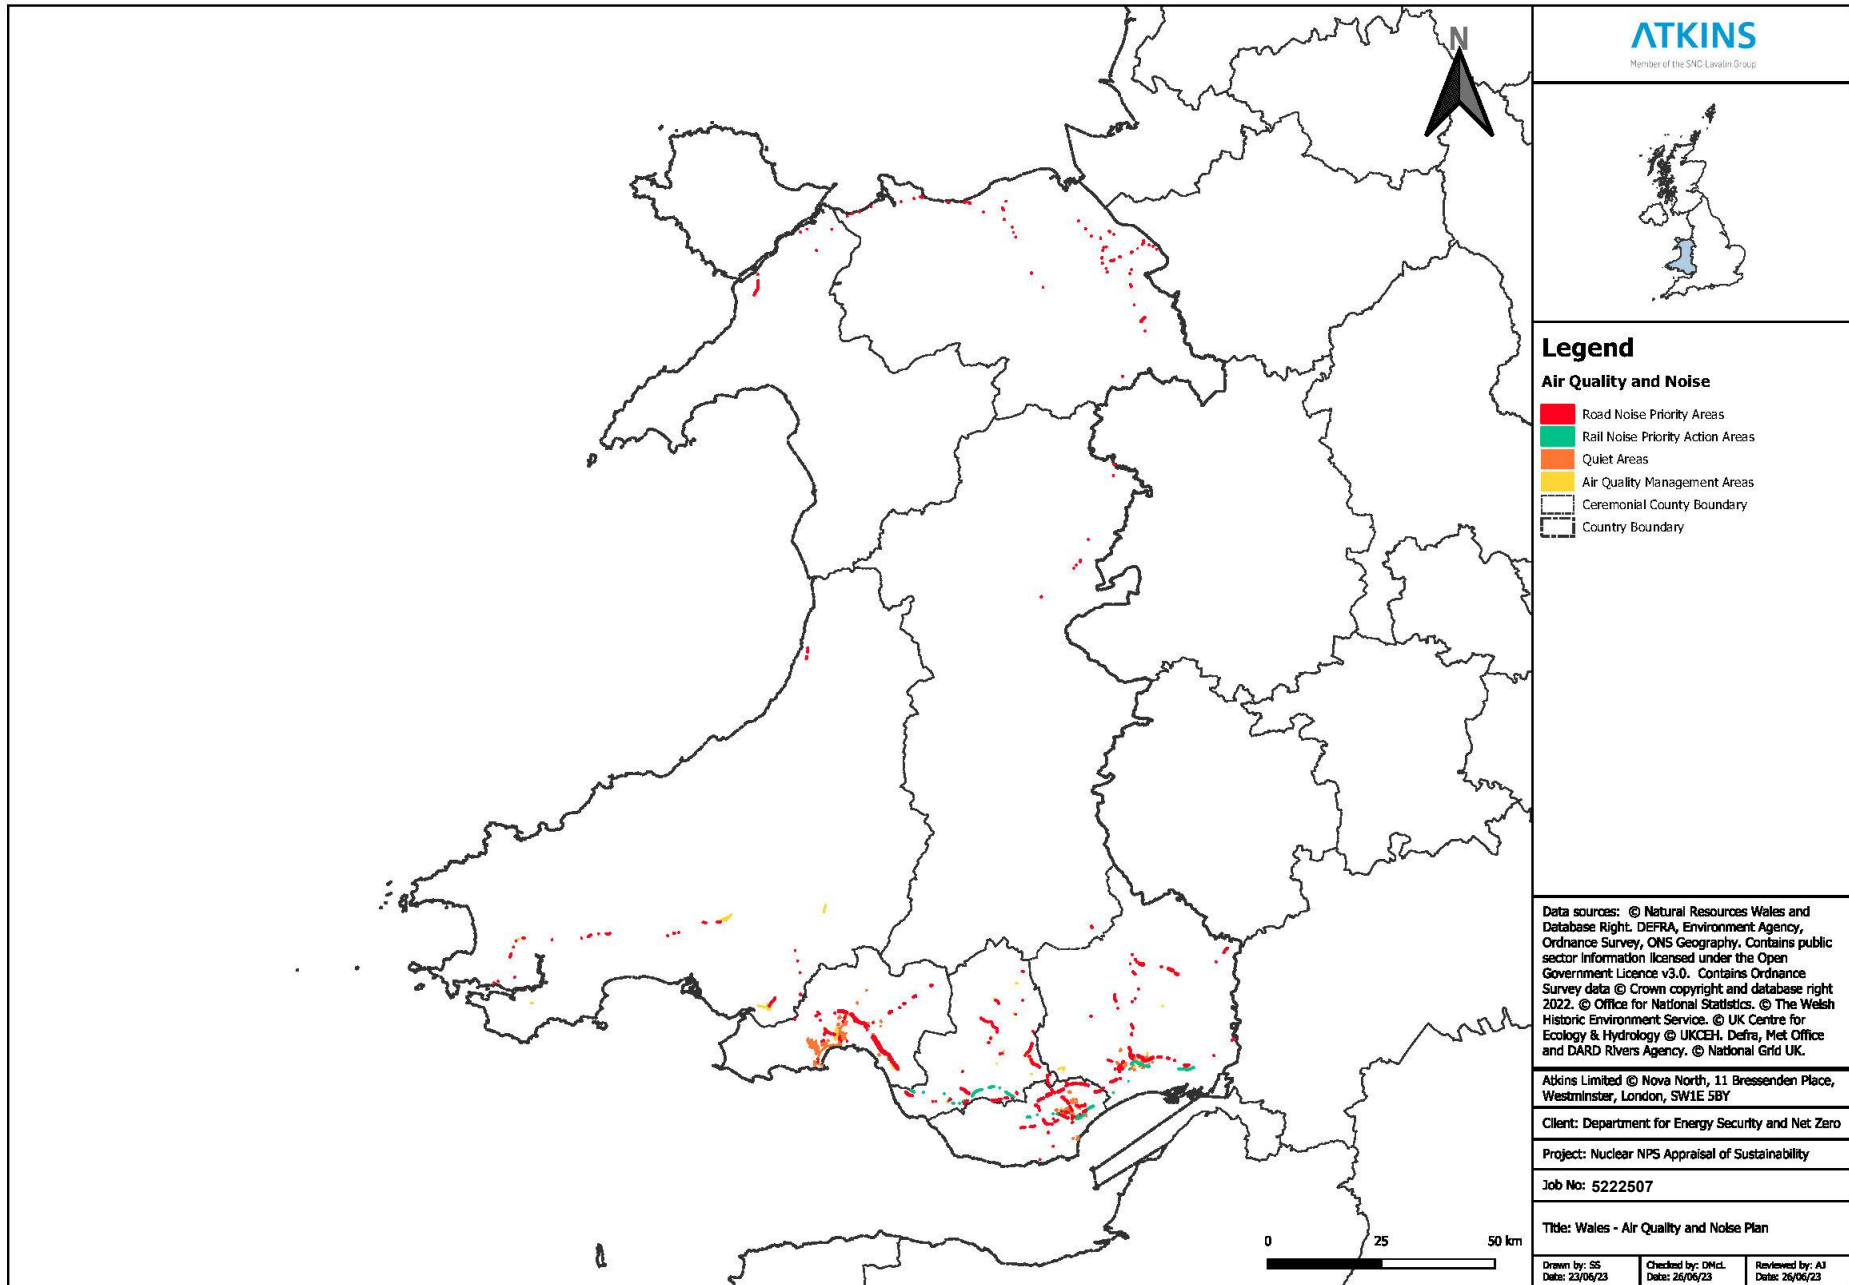 N
ATKINS
Member of the SNC-Lavalin Group
Legend
Air Quality and Noise
Road Noise Priority Areas
Rail Noise Priority Action Areas
Quiet Areas
Air Quality Management Areas
Ceremonial County Boundary
Country Boundary
Data sources: © Natural Resources Wales and
Database Right. DEFRA, Environment Agency,
Ordnance Survey, ONS Geography. Contains public
sector information licensed under the Open
Government Licence v3.0. Contains Ordnance
Survey data © Crown copyright and database right
2022. © Office for National Statistics. © The Welsh
Historic Environment Service. © UK Centre for
Ecology & Hydrology © UKCEH. Defra, Met Office
and DARD Rivers Agency. © National Grid UK.
Atkins Limited © Nova North, 11 Bressenden Place,
Westminster, London, SW1E 5BY
Client: Department for Energy Security and Net Zero
Project: Nuclear NPS Appraisal of Sustainability
Job No: 5222507
Title: Wales - Air Quality and Noise Plan
0 25 50 km
Drawn by: SS Checked by: DMcL Reviewed by: AJ
Date: 23/06/23 Date: 26/06/23 Date: 26/06/23